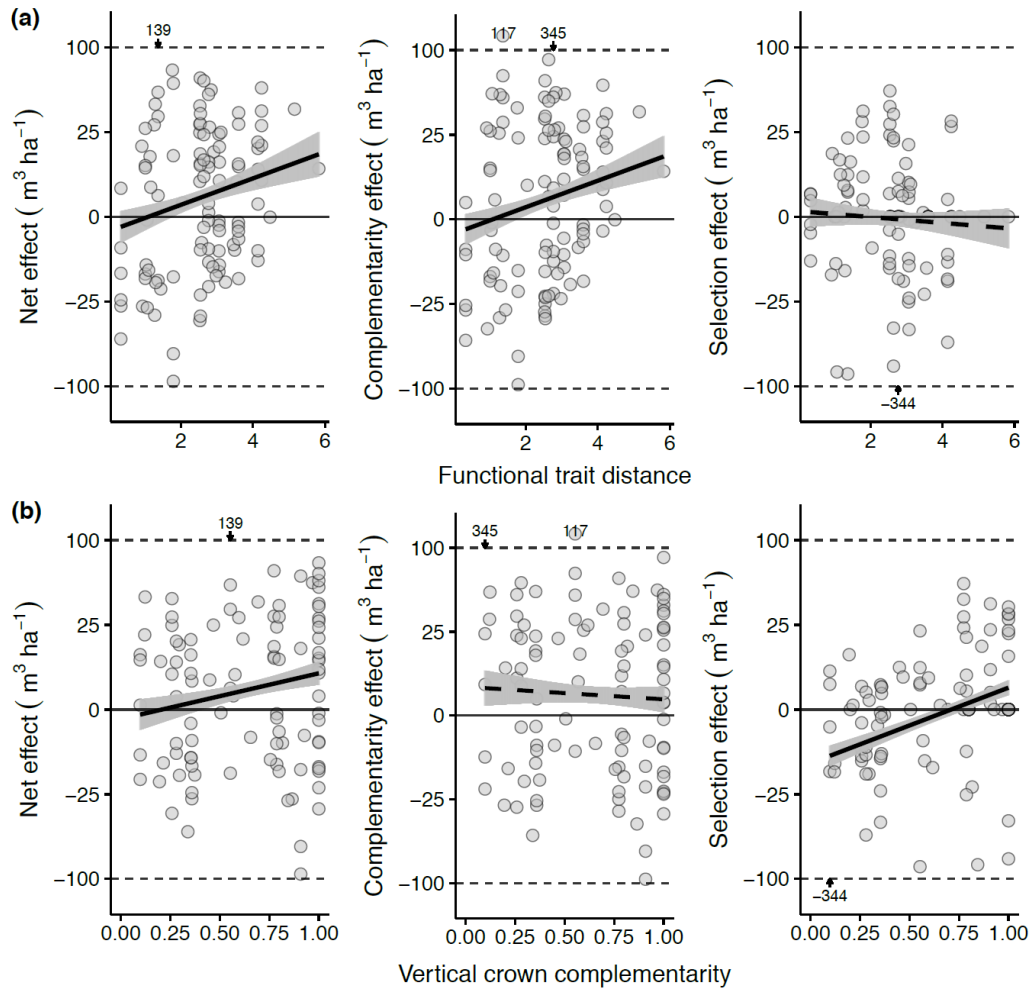 (a)
139
117 345
Net effect ( m³ ha⁻¹ )
100
25
0
−25
−100
2 4 6
Complementarity effect ( m³ ha⁻¹ )
100
25
0
−25
−100
2 4 6
Selection effect ( m³ ha⁻¹ )
100
25
0
−25
−100
−344
2 4 6
Functional trait distance
(b)
139
345 117
Net effect ( m³ ha⁻¹ )
100
25
0
−25
−100
0.00 0.25 0.50 0.75 1.00
Complementarity effect ( m³ ha⁻¹ )
100
25
0
−25
−100
0.00 0.25 0.50 0.75 1.00
Selection effect ( m³ ha⁻¹ )
100
25
0
−25
−100
−344
0.00 0.25 0.50 0.75 1.00
Vertical crown complementarity